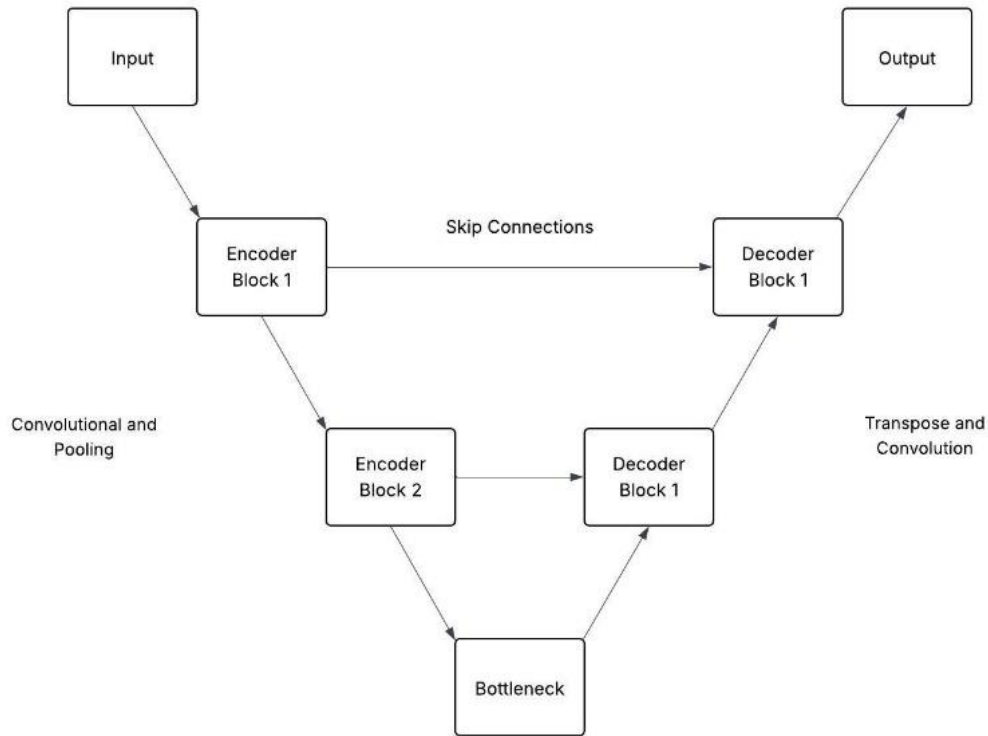 Input
Output
Skip Connections
Encoder
Block 1
Decoder
Block 1
Convolutional and
Pooling
Transpose and
Convolution
Encoder
Block 2
Decoder
Block 1
Bottleneck